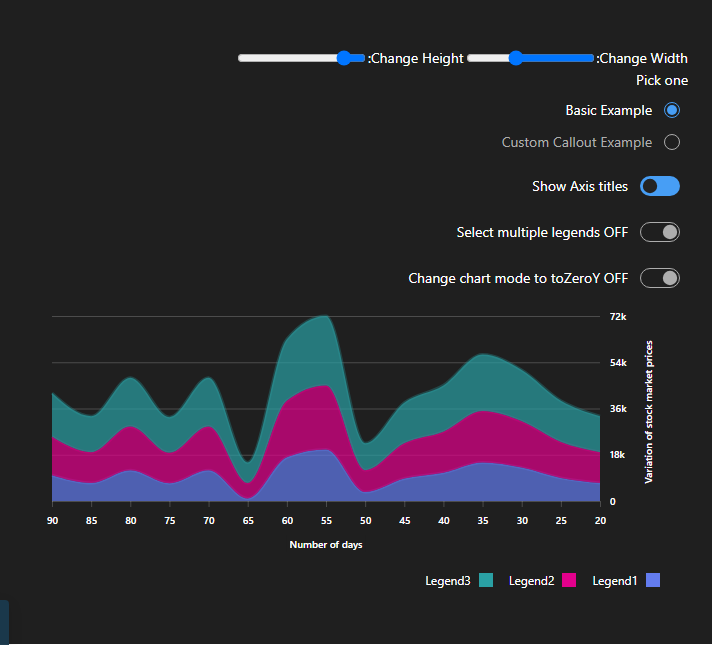 :Change Height :Change Width
Pick one
Basic Example
Custom Callout Example
Show Axis titles
Select multiple legends OFF
Change chart mode to toZeroY OFF
72k
54k
36k
18k
0
Variation of stock market prices
90 85 80 75 70 65 60 55 50 45 40 35 30 25 20
Number of days
Legend3 Legend2 Legend1